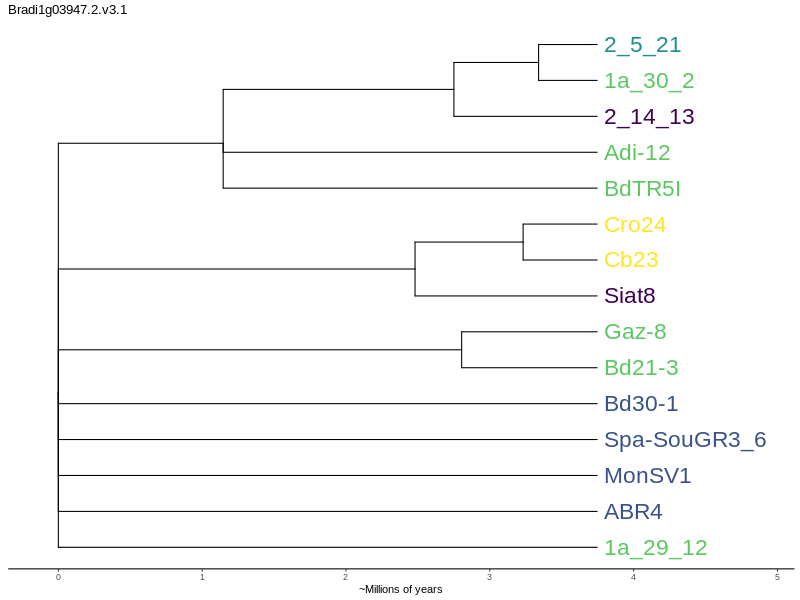 Bradi1g03947.2.v3.1
2_5_21
1a_30_2
2_14_13
Adi-12
BdTR5I
Cro24
Cb23
Siat8
Gaz-8
Bd21-3
Bd30-1
Spa-SouGR3_6
MonSV1
ABR4
1a_29_12
0 1 2 3 4 5
~Millions of years